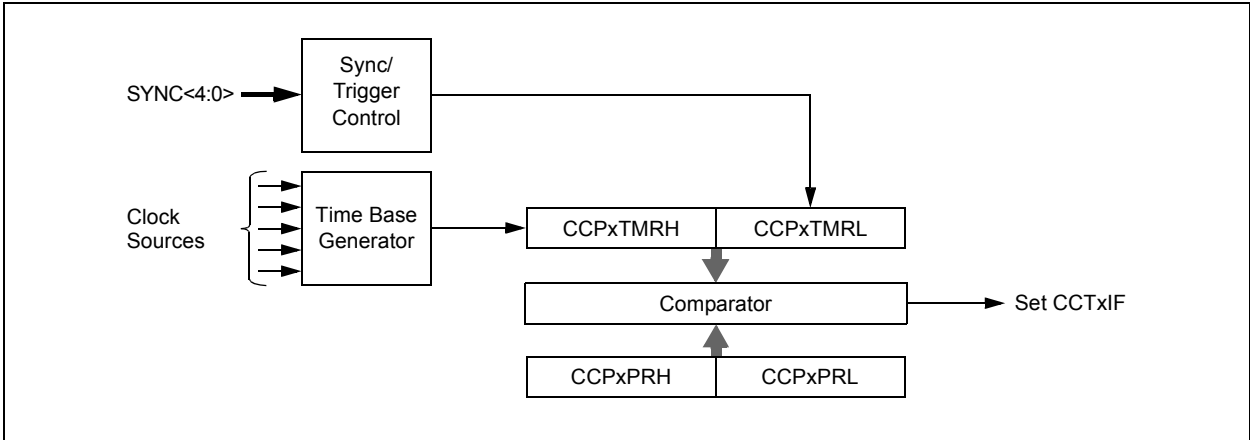 Sync/
Trigger
Control
SYNC<4:0>
Clock
Sources
Time Base
Generator
CCPxTMRH
CCPxTMRL
Comparator
Set CCTxIF
CCPxPRH
CCPxPRL